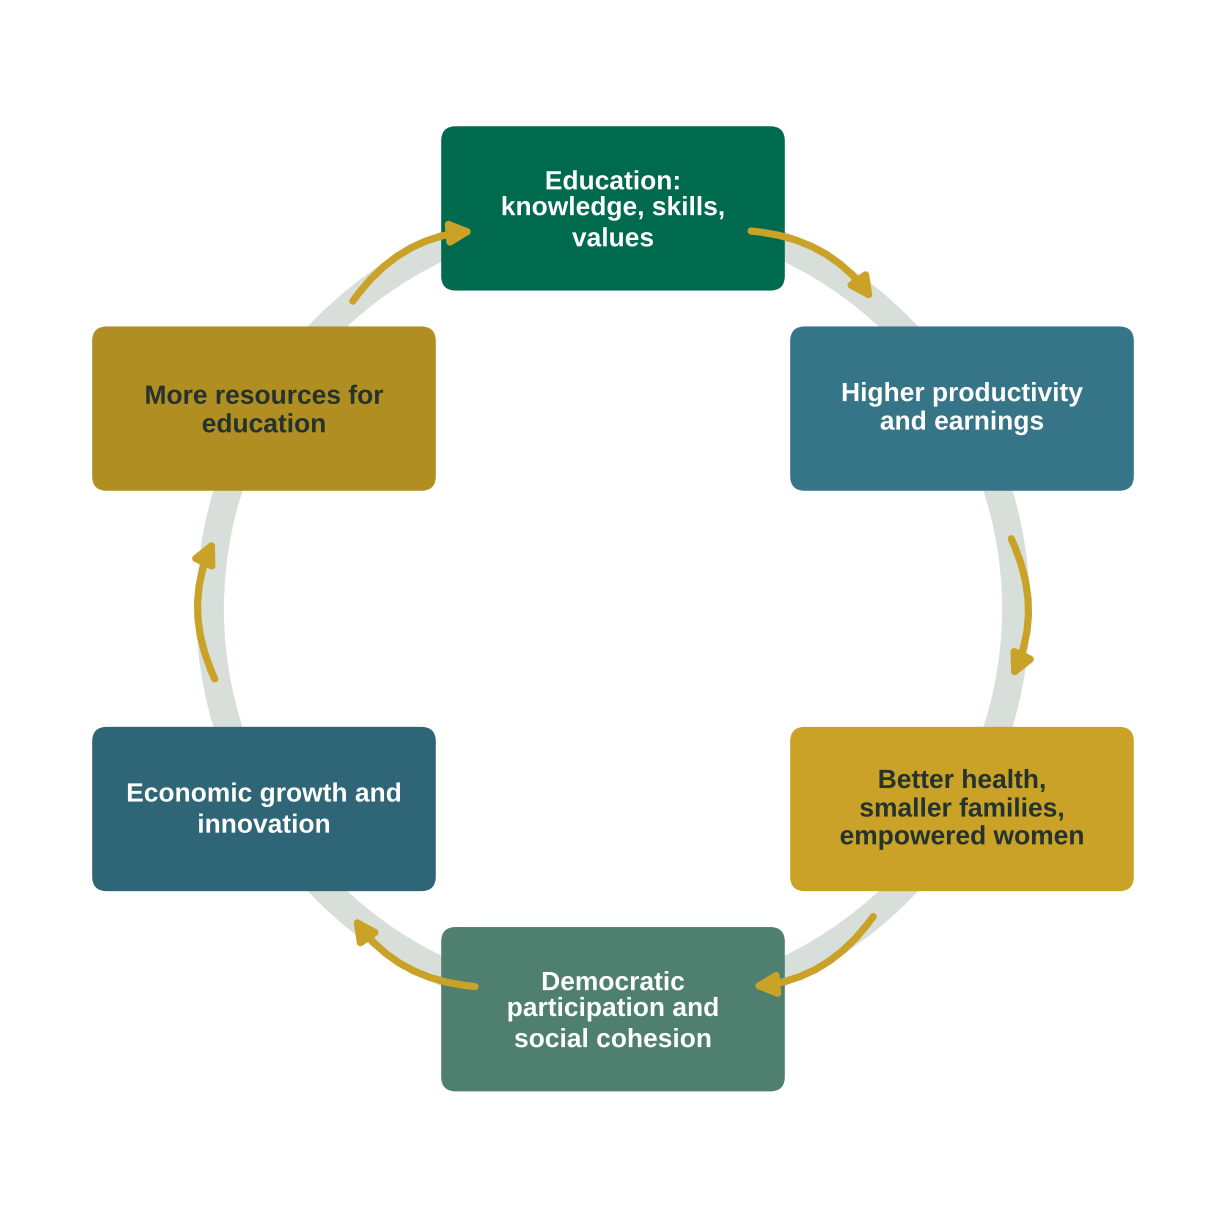 Education:
knowledge, skills,
values
Higher productivity
and earnings
Better health,
smaller families,
empowered women
Democratic
participation and
social cohesion
Economic growth and
innovation
More resources for
education